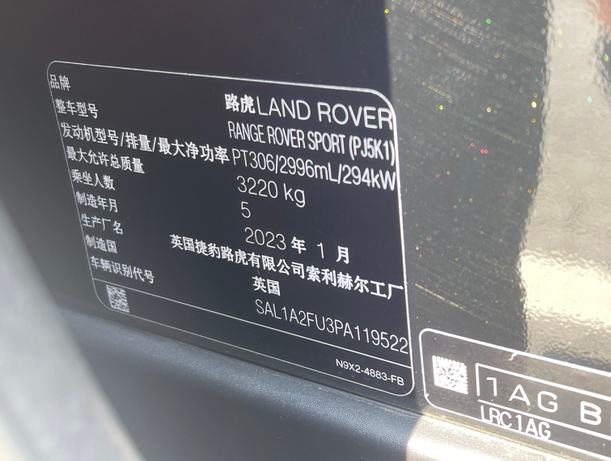 品牌 路虎LAND ROVER
整车型号 RANGE ROVER SPORT (PJ5K1)
发动机型号/排量/最大净功率 PT306/2996mL/294kW
最大允许总质量 3220 kg
乘坐人数 5
制造年月 2023 年 1 月
生产厂名 英国捷豹路虎有限公司索利赫尔工厂
制造国 英国
车辆识别代号 SAL1A2FU3PA119522
N9X2-4883-FB
1AG B
LRC1AG